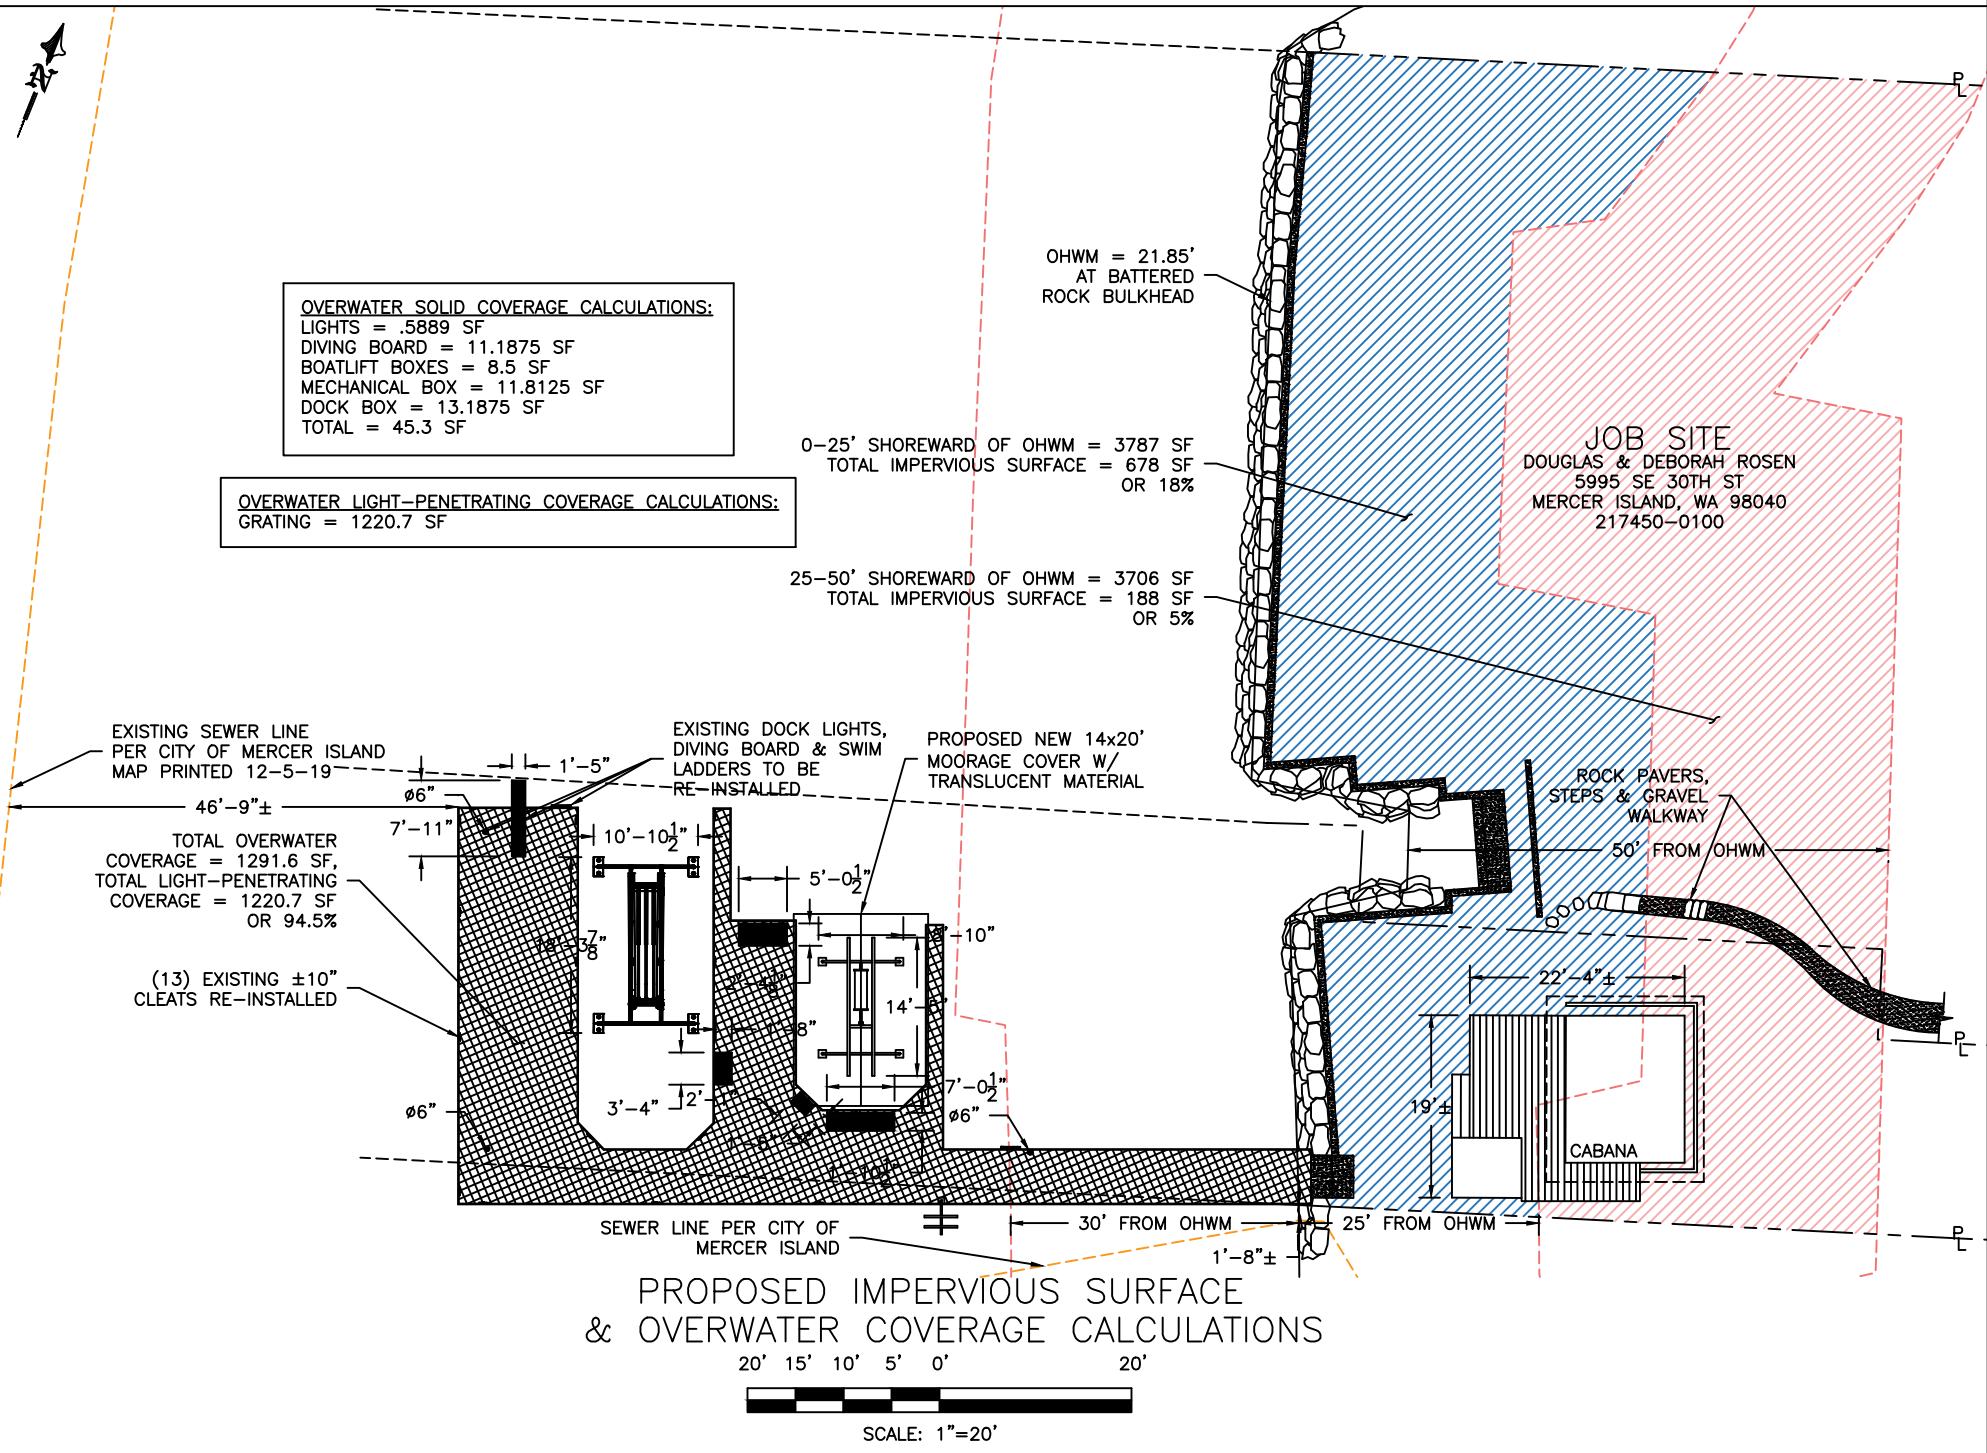 N
P
L
OHWM = 21.85'
AT BATTERED
ROCK BULKHEAD
OVERWATER SOLID COVERAGE CALCULATIONS:
LIGHTS = .5889 SF
DIVING BOARD = 11.1875 SF
BOATLIFT BOXES = 8.5 SF
MECHANICAL BOX = 11.8125 SF
DOCK BOX = 13.1875 SF
TOTAL = 45.3 SF
OVERWATER LIGHT-PENETRATING COVERAGE CALCULATIONS:
GRATING = 1220.7 SF
0-25' SHOREWARD OF OHWM = 3787 SF
TOTAL IMPERVIOUS SURFACE = 678 SF
OR 18%
JOB SITE
DOUGLAS & DEBORAH ROSEN
5995 SE 30TH ST
MERCER ISLAND, WA 98040
217450-0100
25-50' SHOREWARD OF OHWM = 3706 SF
TOTAL IMPERVIOUS SURFACE = 188 SF
OR 5%
EXISTING SEWER LINE
PER CITY OF MERCER ISLAND
MAP PRINTED 12-5-19
EXISTING DOCK LIGHTS,
DIVING BOARD & SWIM
LADDERS TO BE
RE-INSTALLED
PROPOSED NEW 14x20'
MOORAGE COVER W/
TRANSLUCENT MATERIAL
ROCK PAVERS,
STEPS & GRAVEL
WALKWAY
1'-5"
ø6"
46'-9"±
7'-11"
10'-10½"
TOTAL OVERWATER
COVERAGE = 1291.6 SF,
TOTAL LIGHT-PENETRATING
COVERAGE = 1220.7 SF
OR 94.5%
50' FROM OHWM
5'-0½"
(13) EXISTING ±10"
CLEATS RE-INSTALLED
22'-4"±
1'-8"
7'-0½"
ø6"
3'-4"
ø6"
19'±
CABANA
P
L
SEWER LINE PER CITY OF
MERCER ISLAND
30' FROM OHWM
25' FROM OHWM
1'-8"±
P
L
PROPOSED IMPERVIOUS SURFACE
& OVERWATER COVERAGE CALCULATIONS
20' 15' 10' 5' 0' 20'
SCALE: 1"=20'